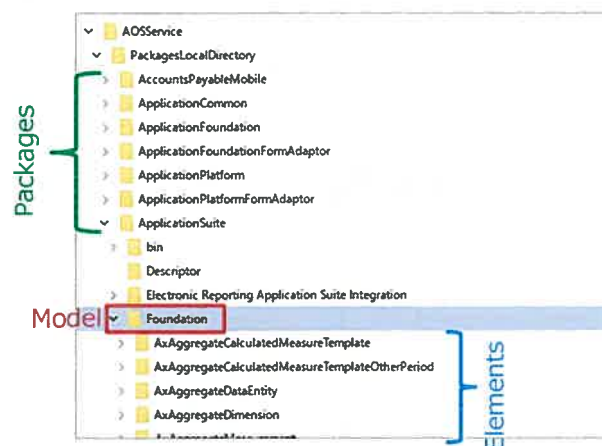 AOSService
PackagesLocalDirectory
AccountsPayableMobile
ApplicationCommon
ApplicationFoundation
ApplicationFoundationFormAdaptor
ApplicationPlatform
ApplicationPlatformFormAdaptor
ApplicationSuite
bin
Descriptor
Electronic Reporting Application Suite Integration
Foundation
AxAggregateCalculatedMeasureTemplate
AxAggregateCalculatedMeasureTemplateOtherPeriod
AxAggregateDataEntity
AxAggregateDimension
Packages
Model
Elements